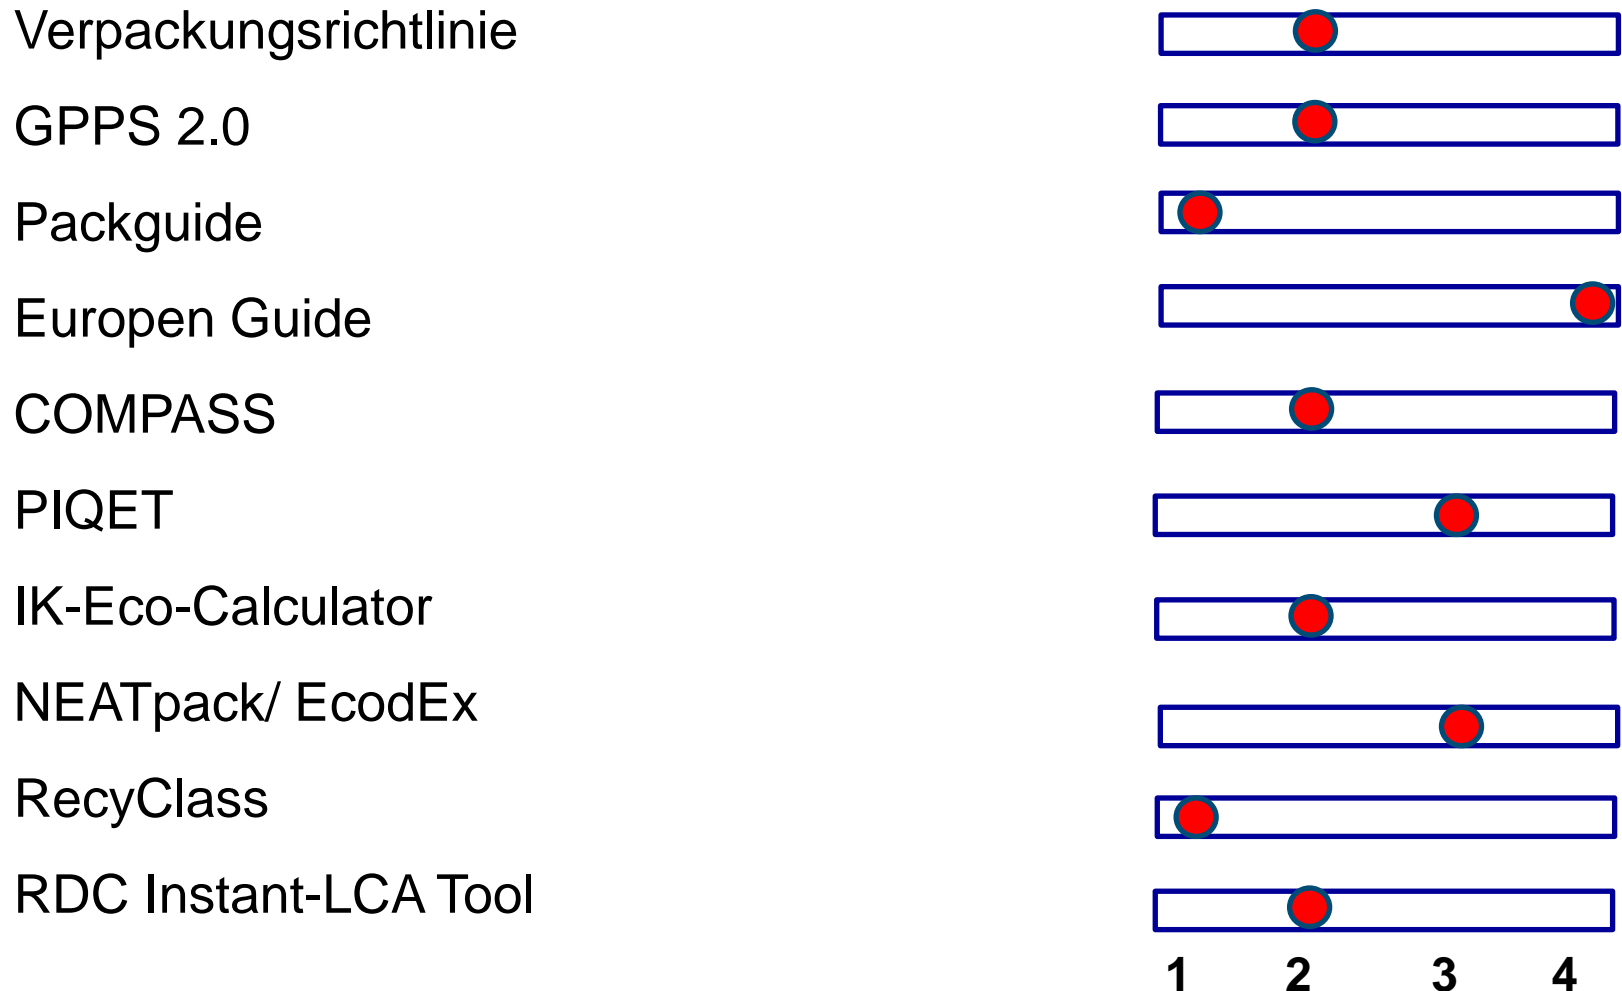 Verpackungsrichtlinie
GPPS 2.0
Packguide
Europen Guide
COMPASS
PIQET
IK-Eco-Calculator
NEATpack/ EcodEx
RecyClass
RDC Instant-LCA Tool
1 2 3 4